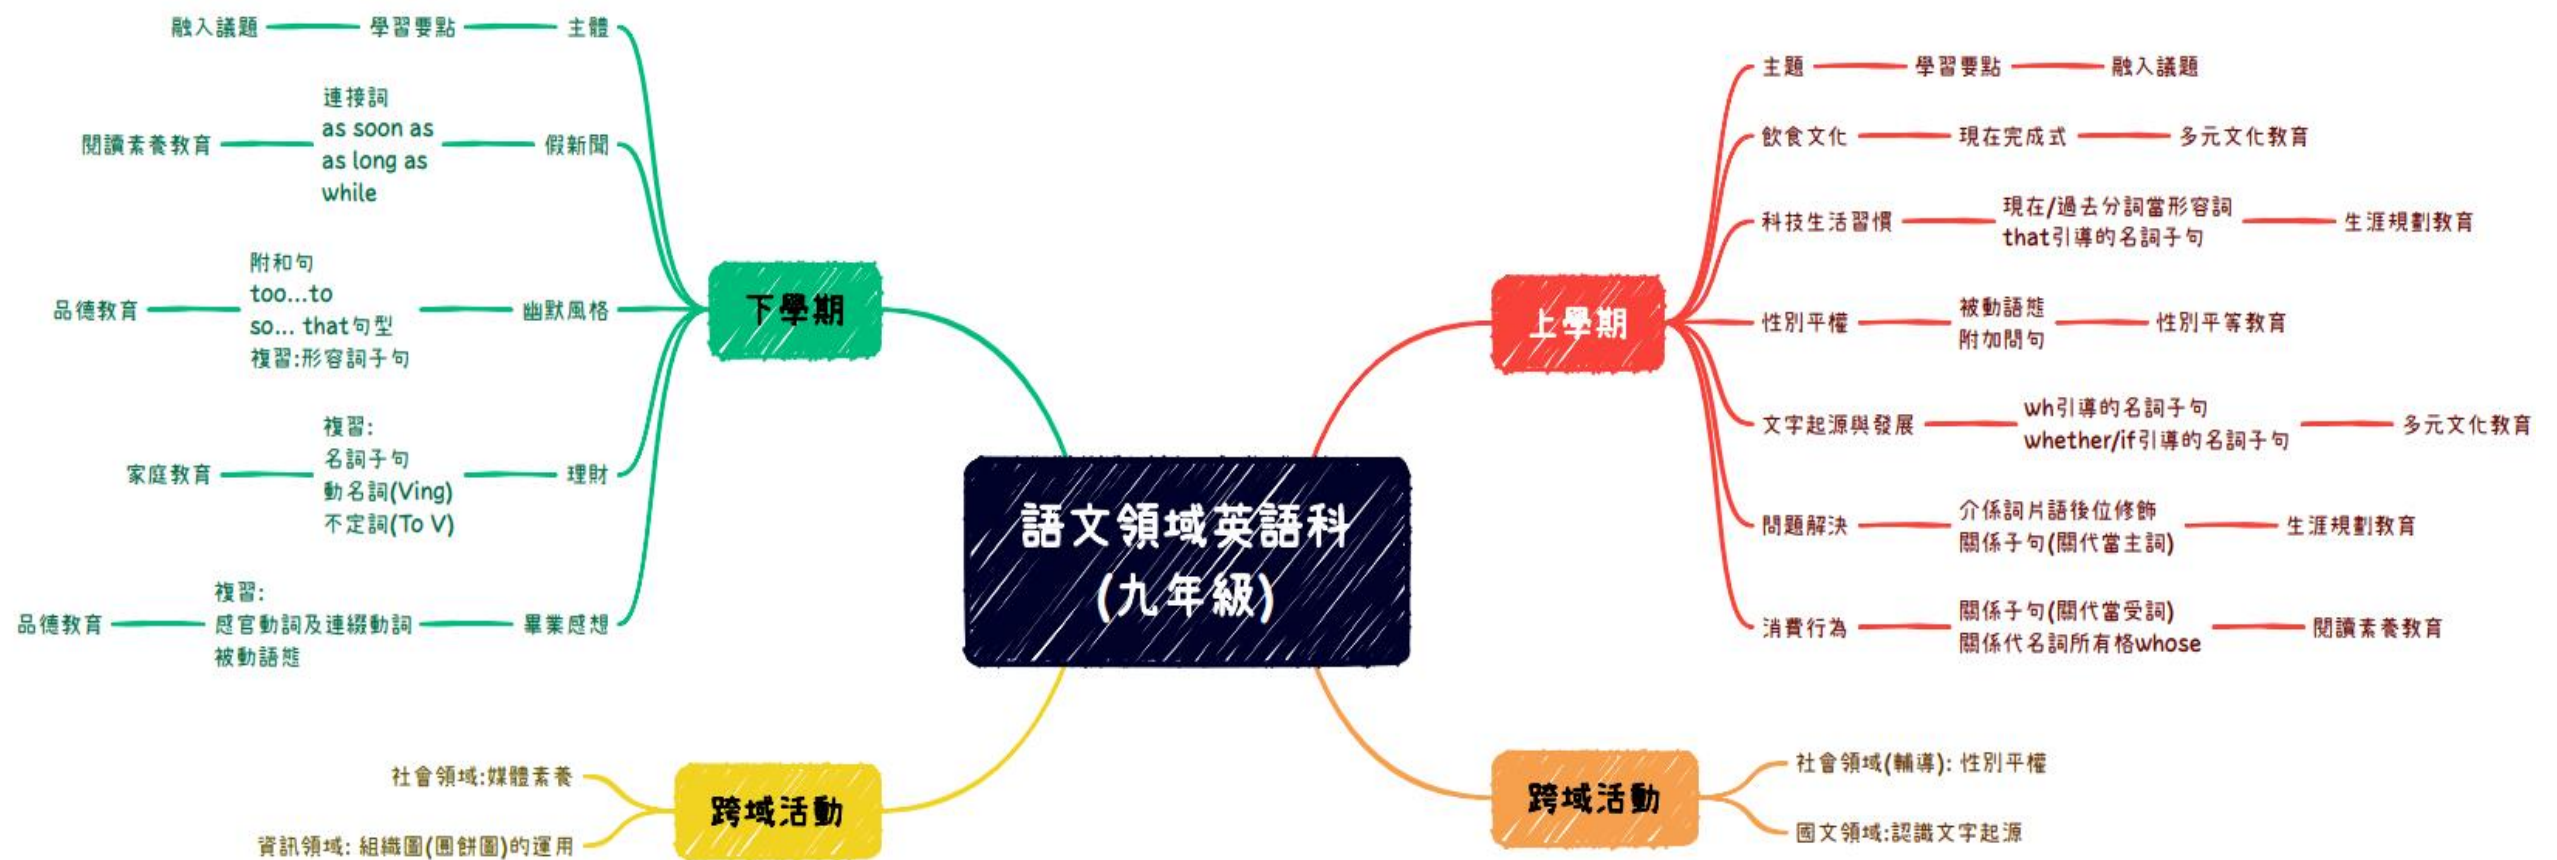 語文領域英語科
(九年級)
上學期
主題
學習要點
融入議題
飲食文化
現在完成式
多元文化教育
科技生活習慣
現在/過去分詞當形容詞
that引導的名詞子句
生涯規劃教育
性別平權
被動語態
附加問句
性別平等教育
文字起源與發展
wh引導的名詞子句
whether/if引導的名詞子句
多元文化教育
問題解決
介係詞片語後位修飾
關係子句(關代當主詞)
生涯規劃教育
消費行為
關係子句(關代當受詞)
關係代名詞所有格whose
閱讀素養教育
跨域活動
社會領域(輔導): 性別平權
國文領域:認識文字起源
下學期
主體
學習要點
融入議題
假新聞
連接詞
as soon as
as long as
while
閱讀素養教育
幽默風格
附和句
too...to
so... that句型
複習:形容詞子句
品德教育
理財
複習:
名詞子句
動名詞(Ving)
不定詞(To V)
家庭教育
畢業感想
複習:
感官動詞及連綴動詞
被動語態
品德教育
跨域活動
社會領域:媒體素養
資訊領域: 組織圖(圓餅圖)的運用